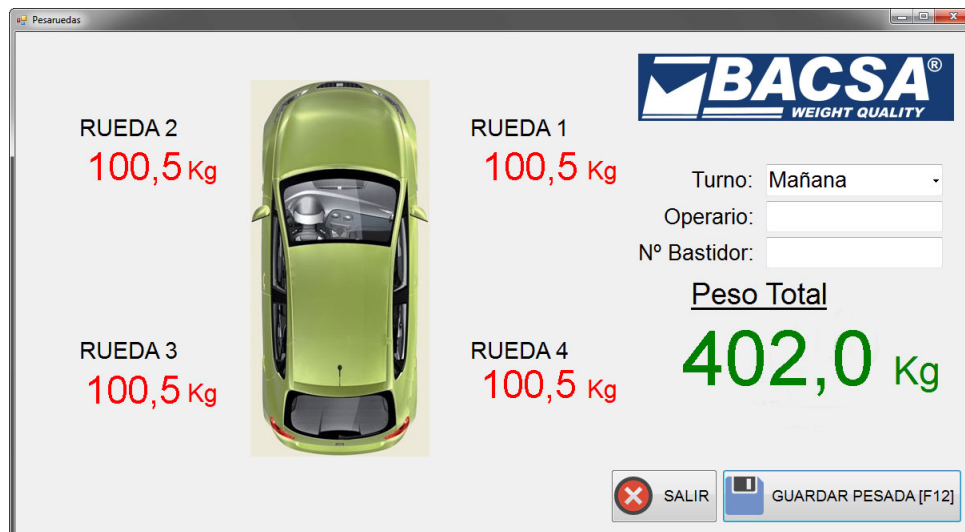 Pesaruedas
BACSA®
WEIGHT QUALITY
RUEDA 2
100,5 Kg
RUEDA 1
100,5 Kg
Turno: Mañana
Operario:
Nº Bastidor:
Peso Total
402,0 Kg
RUEDA 3
100,5 Kg
RUEDA 4
100,5 Kg
SALIR
GUARDAR PESADA [F12]